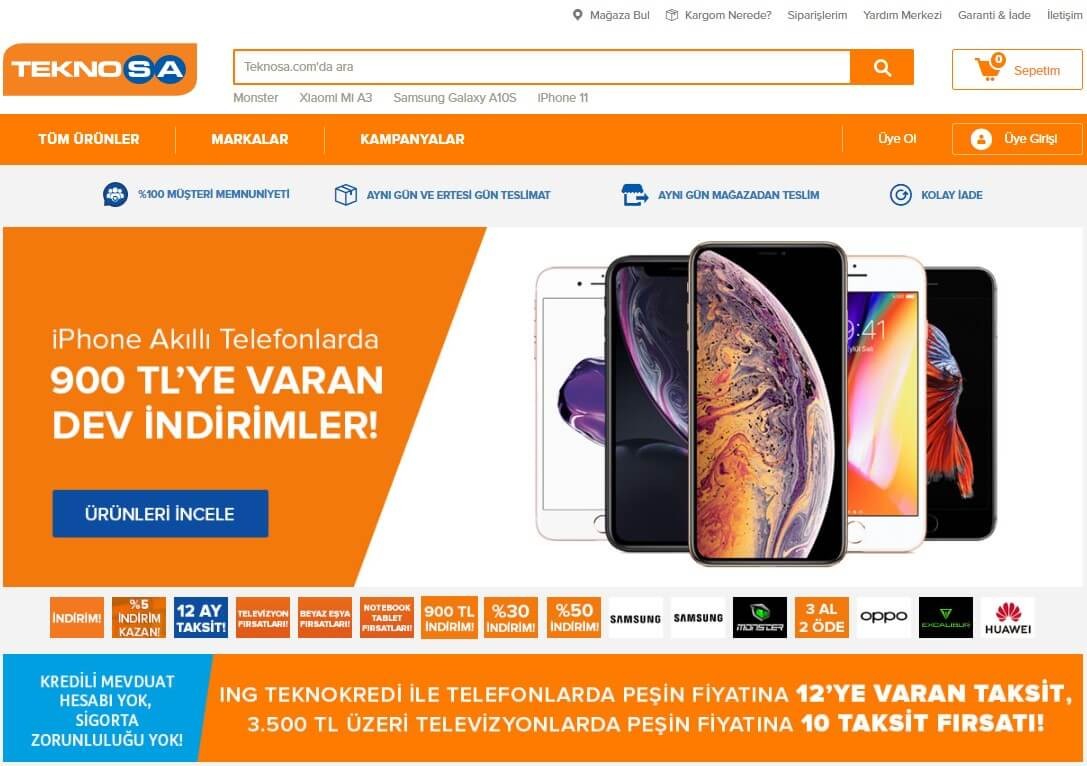 Mağaza Bul Kargom Nerede? Siparişlerim Yardım Merkezi Garanti & İade İletişim
TEKNOSA
Teknosa.com'da ara
0
Sepetim
Monster Xiaomi Mi A3 Samsung Galaxy A10S iPhone 11
TÜM ÜRÜNLER MARKALAR KAMPANYALAR Üye Ol Üye Girişi
%100 MÜŞTERİ MEMNUNİYETİ AYNI GÜN VE ERTESİ GÜN TESLİMAT AYNI GÜN MAĞAZADAN TESLİM KOLAY İADE
iPhone Akıllı Telefonlarda
900 TL'YE VARAN
DEV İNDİRİMLER!
ÜRÜNLERİ İNCELE
9:41
Eylül Salı
İNDİRİM!
%5
İNDİRİM
KAZAN!
12 AY
TAKSİT!
TELEVİZYON
FIRSATLARI!
BEYAZ EŞYA
FIRSATLARI!
NOTEBOOK
TABLET
FIRSATLARI!
900 TL
İNDİRİM!
%30
İNDİRİM!
%50
İNDİRİM!
SAMSUNG
SAMSUNG
MONSTER
3 AL
2 ÖDE
oppo
EXCALIBUR
HUAWEI
KREDİLİ MEVDUAT
HESABI YOK,
SİGORTA
ZORUNLULUĞU YOK!
ING TEKNOKREDİ İLE TELEFONLARDA PEŞİN FİYATINA 12'YE VARAN TAKSİT,
3.500 TL ÜZERİ TELEVİZYONLARDA PEŞİN FİYATINA 10 TAKSİT FIRSATI!